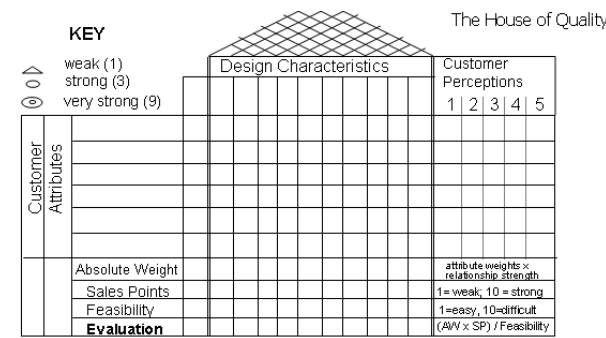 The House of Quality
KEY
weak (1)
strong (3)
very strong (9)
Design Characteristics
Customer
Perceptions
1 2 3 4 5
Customer
Attributes
Absolute Weight
attribute weights x
relationship strength
Sales Points
1= weak; 10 = strong
Feasibility
1=easy, 10=difficult
Evaluation
(AW x SP) / Feasibility